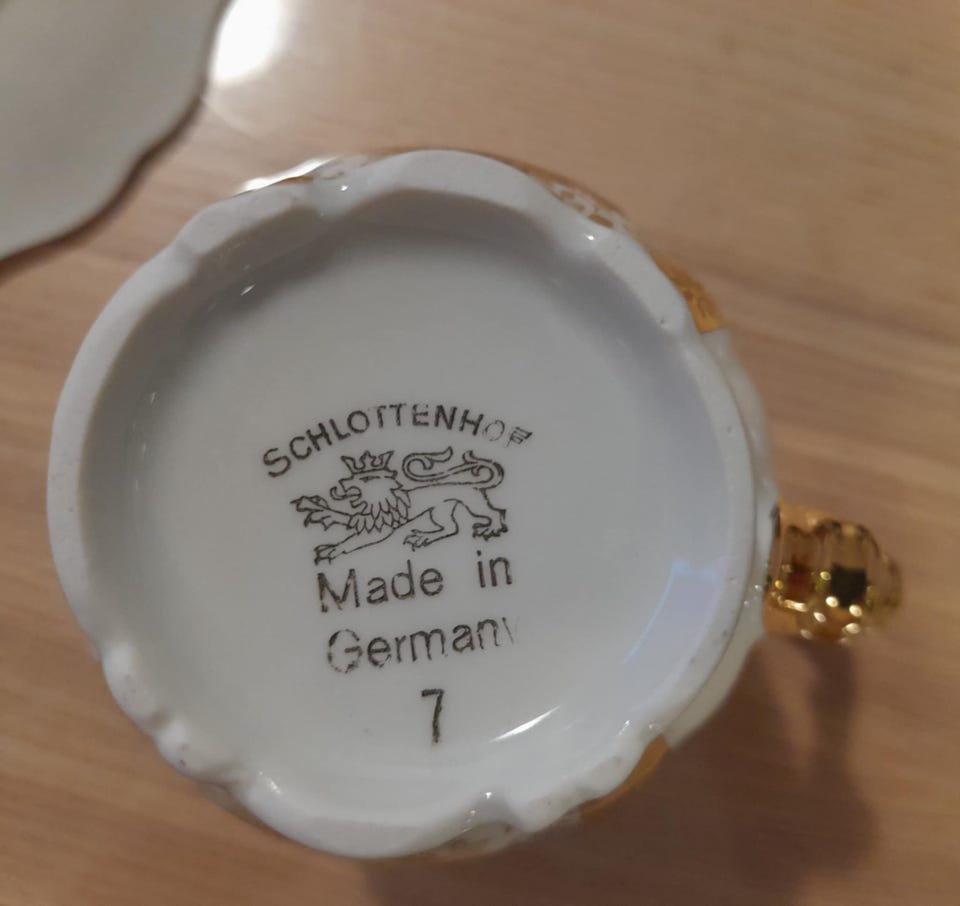 SCHLOTTENHOF
Made in
Germany
7